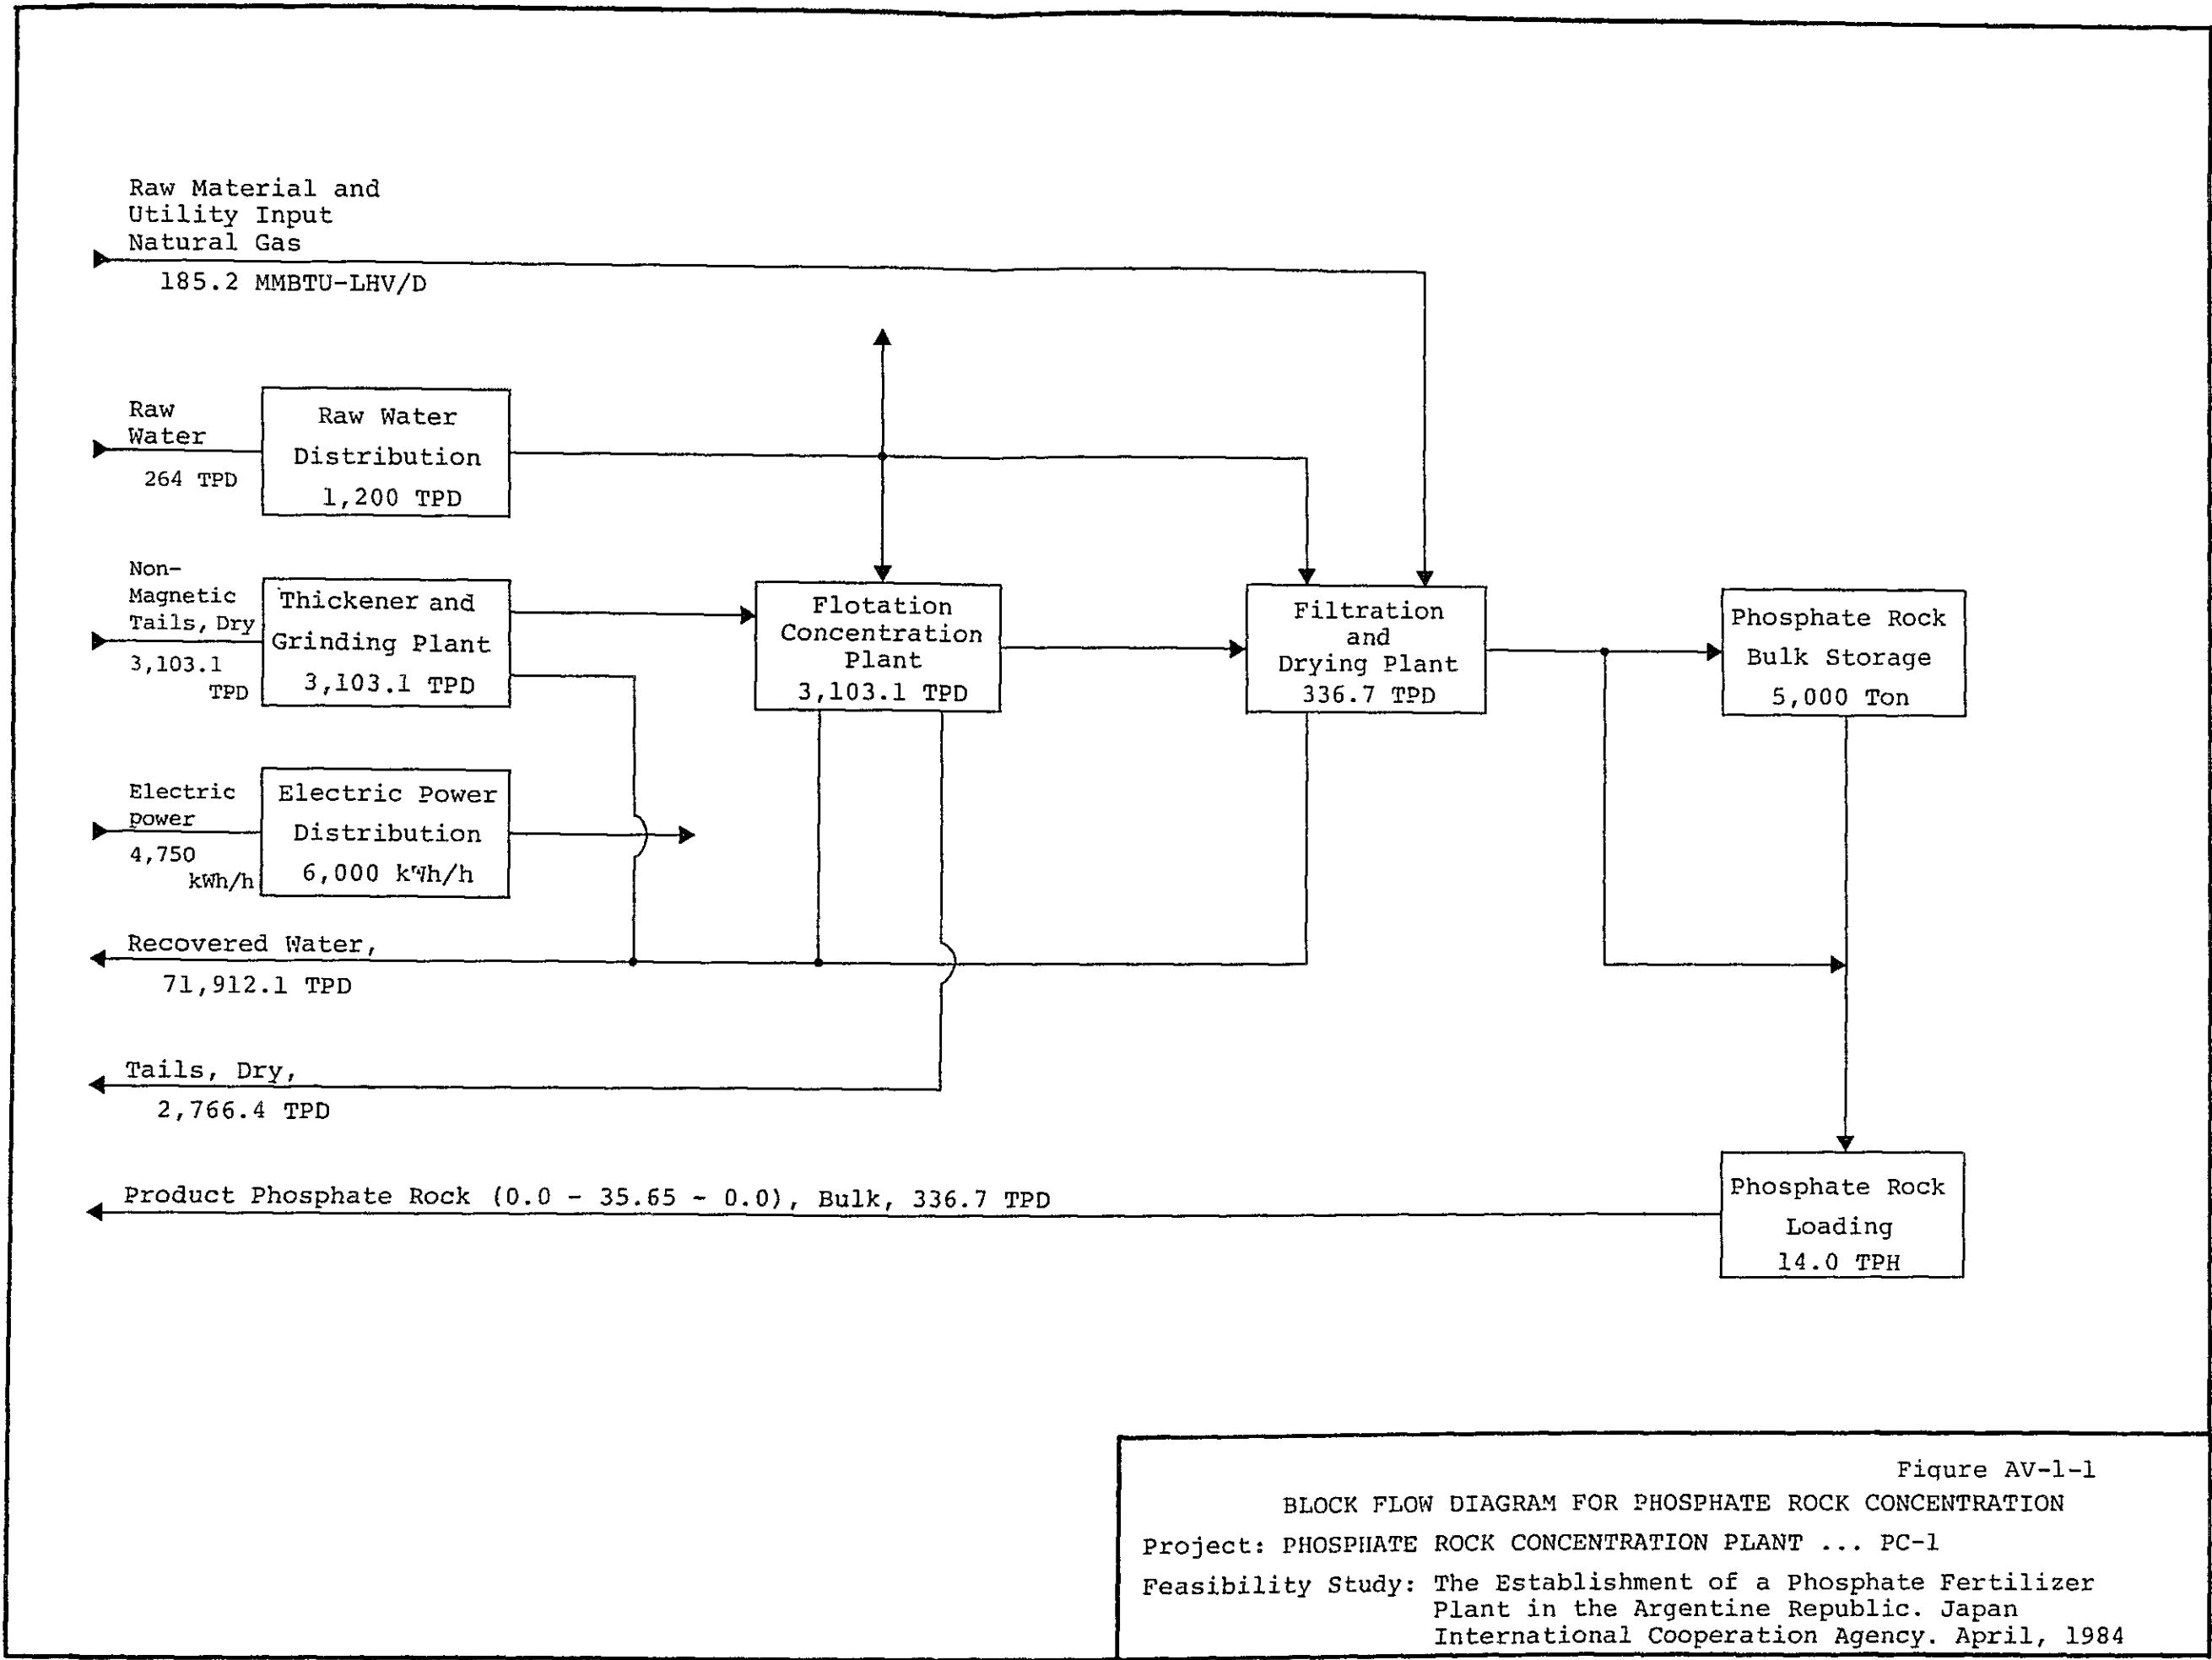 Raw Material and
Utility Input
Natural Gas
185.2 MMBTU-LHV/D
Raw
Water
264 TPD
Raw Water
Distribution
1,200 TPD
Non-
Magnetic
Tails, Dry
3,103.1
TPD
Thickener and
Grinding Plant
3,103.1 TPD
Flotation
Concentration
Plant
3,103.1 TPD
Filtration
and
Drying Plant
336.7 TPD
Phosphate Rock
Bulk Storage
5,000 Ton
Electric
power
4,750
kWh/h
Electric Power
Distribution
6,000 kWh/h
Recovered Water,
71,912.1 TPD
Tails, Dry,
2,766.4 TPD
Product Phosphate Rock (0.0 - 35.65 - 0.0), Bulk, 336.7 TPD
Phosphate Rock
Loading
14.0 TPH
Figure AV-1-1
BLOCK FLOW DIAGRAM FOR PHOSPHATE ROCK CONCENTRATION
Project: PHOSPHATE ROCK CONCENTRATION PLANT ... PC-1
Feasibility Study: The Establishment of a Phosphate Fertilizer
Plant in the Argentine Republic. Japan
International Cooperation Agency. April, 1984